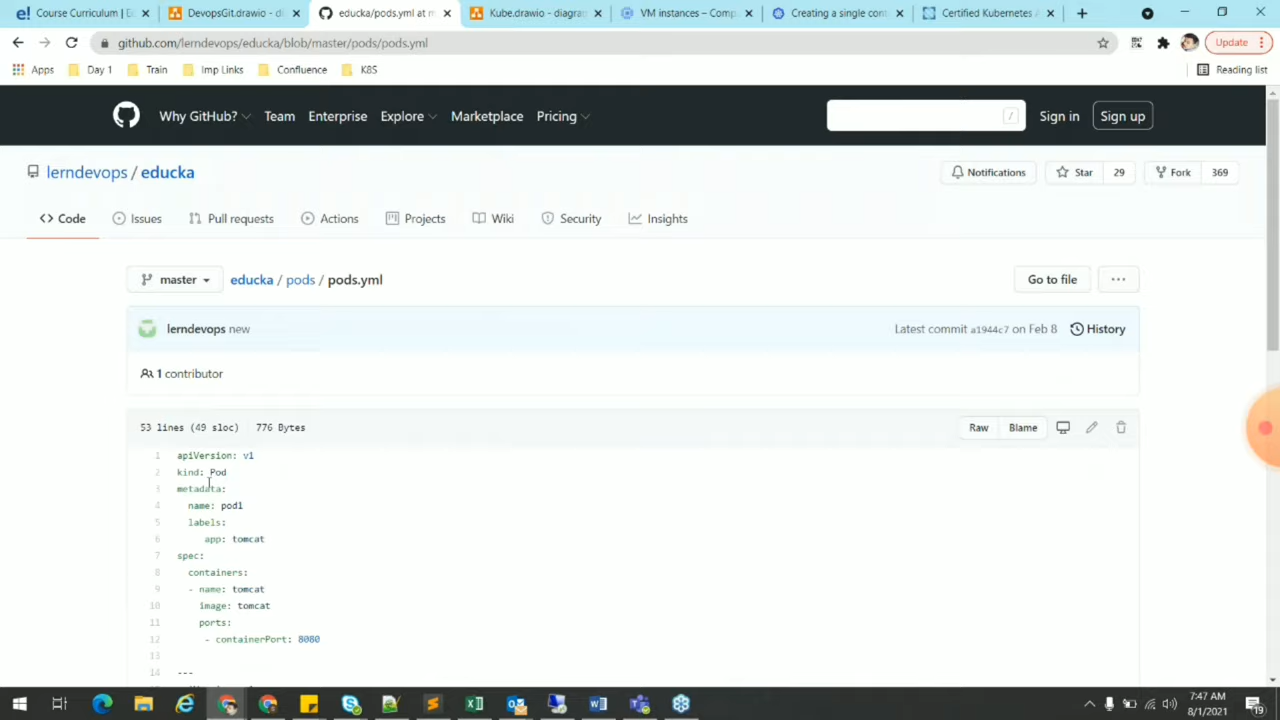 Course Curriculum | Ed
DevopsGit.drawio - di
educka/pods.yml at m
Kube.drawio - diagram
VM instances – Comp
Creating a single cont
Certified Kubernetes A
github.com/lerndevops/educka/blob/master/pods/pods.yml
Update
Apps
Day 1
Train
Imp Links
Confluence
K8S
Reading list
Why GitHub?
Team
Enterprise
Explore
Marketplace
Pricing
/
Sign in
Sign up
lerndevops / educka
Notifications
Star
29
Fork
369
Code
Issues
Pull requests
Actions
Projects
Wiki
Security
Insights
master
educka / pods / pods.yml
Go to file
lerndevops new
Latest commit a1944c7 on Feb 8
History
1 contributor
53 lines (49 sloc)
776 Bytes
Raw
Blame
1 apiVersion: v1
2 kind: Pod
3 metadata:
4 name: pod1
5 labels:
6 app: tomcat
7 spec:
8 containers:
9 - name: tomcat
10 image: tomcat
11 ports:
12 - containerPort: 8080
13
14 ---
7:47 AM
8/1/2021
19